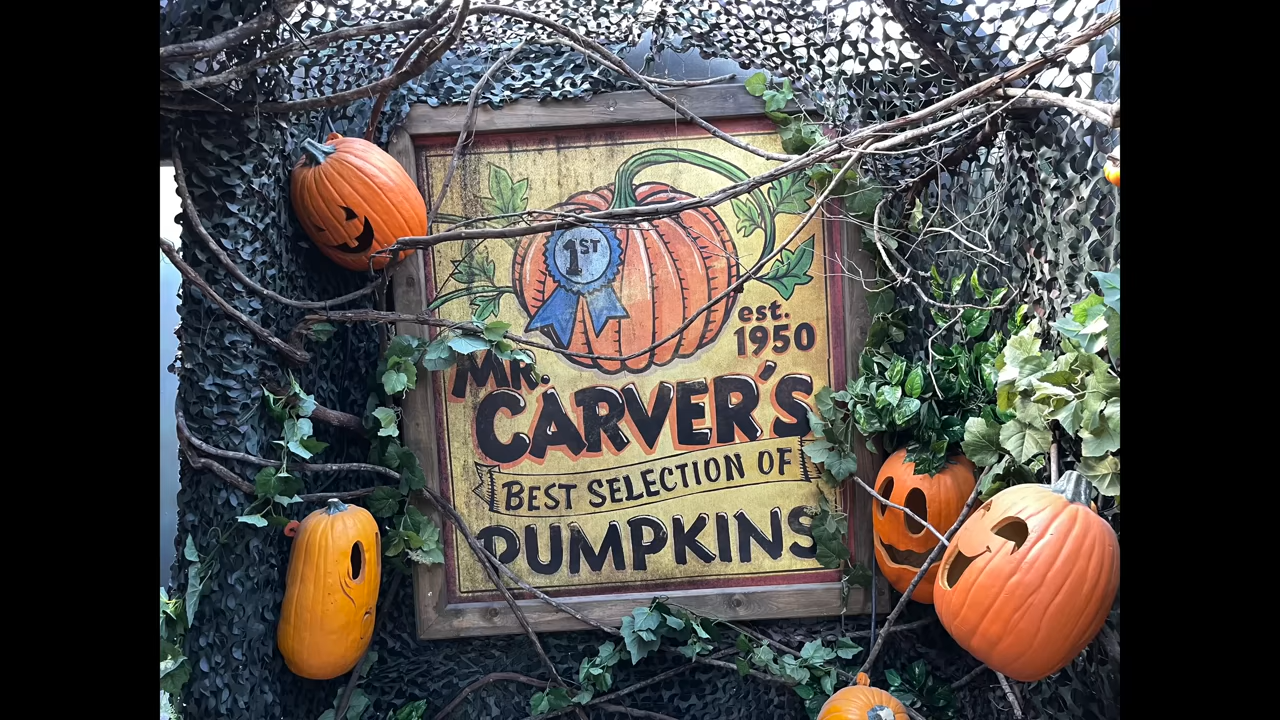 1ST
est.
1950
MR.
CARVER'S
BEST SELECTION OF
PUMPKINS